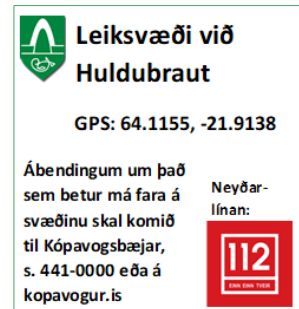 Leiksvæði við
Huldubraut
GPS: 64.1155, -21.9138
Ábendingum um það
sem betur má fara á
svæðinu skal komið
til Kópavogsbæjar,
s. 441-0000 eða á
kopavogur.is
Neyðar-
línan:
112
EINN EINN TVEIR